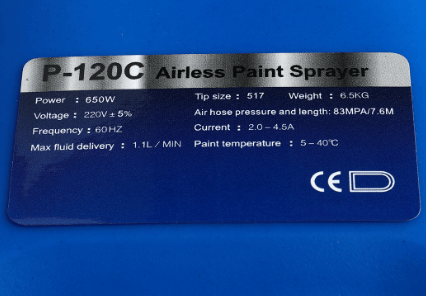 P-120C Airless Paint Sprayer
Power : 650W
Tip size : 517 Weight : 6.5KG
Voltage : 220V ± 5%
Air hose pressure and length: 83MPA/7.6M
Frequency : 60HZ
Current : 2.0-4.5A
Max fluid delivery : 1.1L / MIN
Paint temperature : 5-40℃
CE